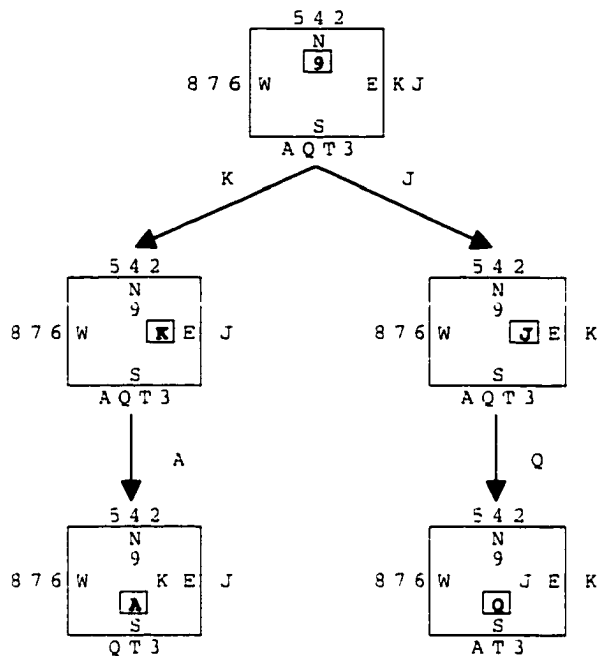 5 4 2
N
9
8 7 6 W E K J
S
A Q T 3
K J
5 4 2 5 4 2
N N
9 9
8 7 6 W K E J 8 7 6 W J E K
S S
A Q T 3 A Q T 3
A Q
5 4 2 5 4 2
N N
9 9
8 7 6 W K E J 8 7 6 W J E K
A Q
S S
Q T 3 A T 3